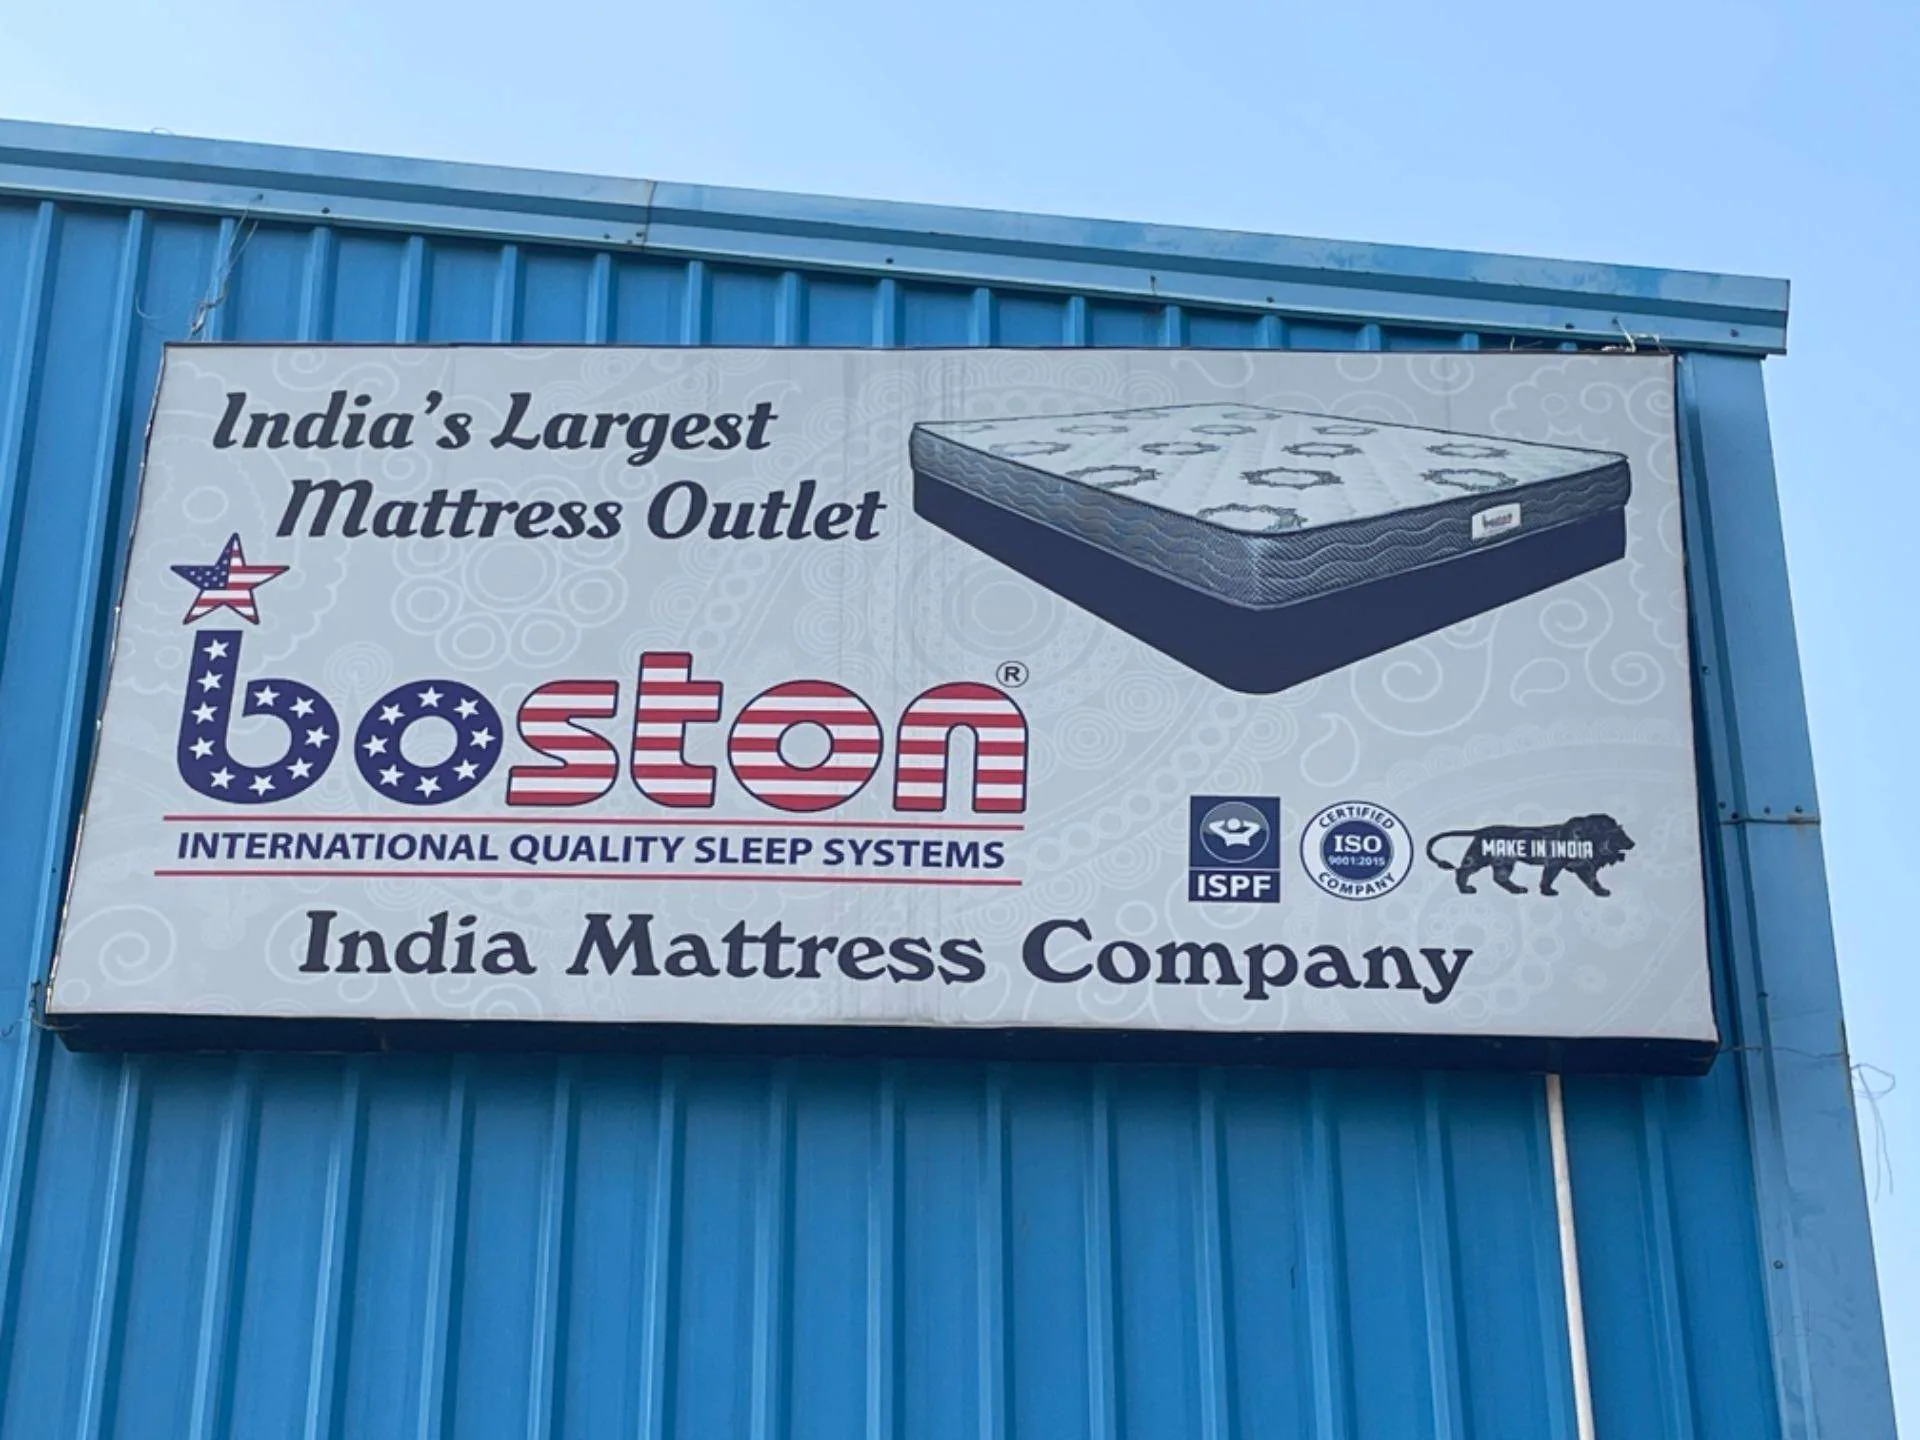 India's Largest
Mattress Outlet
boston®
INTERNATIONAL QUALITY SLEEP SYSTEMS
India Mattress Company
boston
ISPF
CERTIFIED
ISO
9001:2015
COMPANY
MAKE IN INDIA